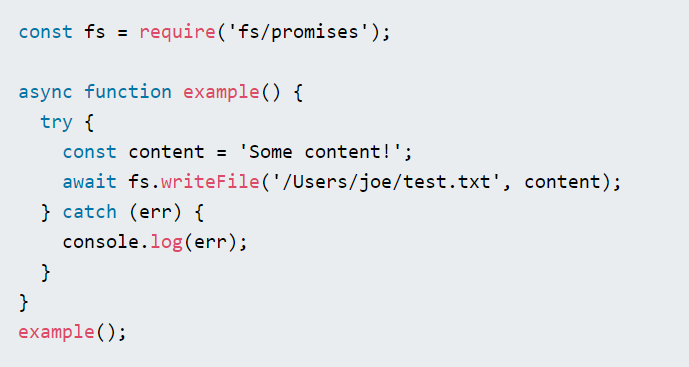 const fs = require('fs/promises');

async function example() {
  try {
    const content = 'Some content!';
    await fs.writeFile('/Users/joe/test.txt', content);
  } catch (err) {
    console.log(err);
  }
}
example();